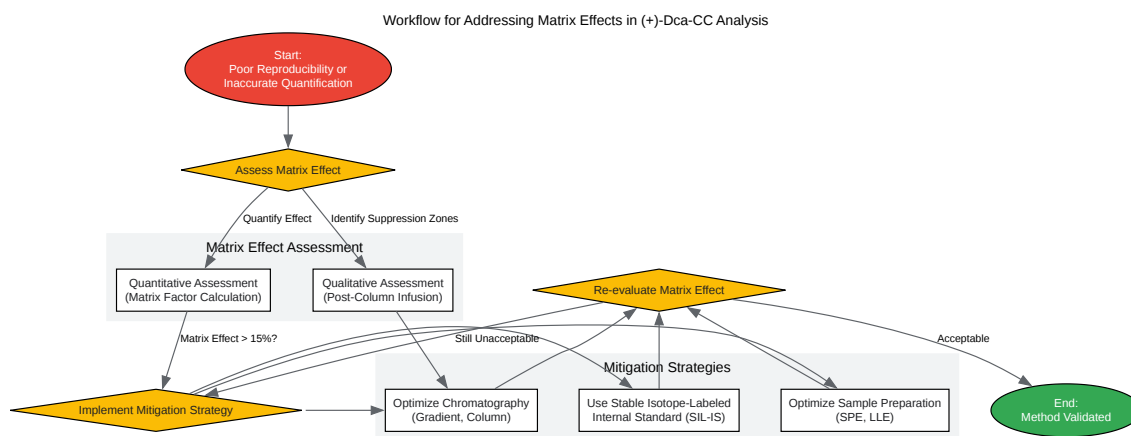 Workflow for Addressing Matrix Effects in (+)-Dca-CC Analysis
Start:
Poor Reproducibility or
Inaccurate Quantification
Assess Matrix Effect
Quantify Effect
Identify Suppression Zones
Matrix Effect Assessment
Quantitative Assessment
(Matrix Factor Calculation)
Qualitative Assessment
(Post-Column Infusion)
Re-evaluate Matrix Effect
Matrix Effect > 15%?
Still Unacceptable
Acceptable
Mitigation Strategies
Implement Mitigation Strategy
Optimize Chromatography
(Gradient, Column)
Use Stable Isotope-Labeled
Internal Standard (SIL-IS)
Optimize Sample Preparation
(SPE, LLE)
End:
Method Validated